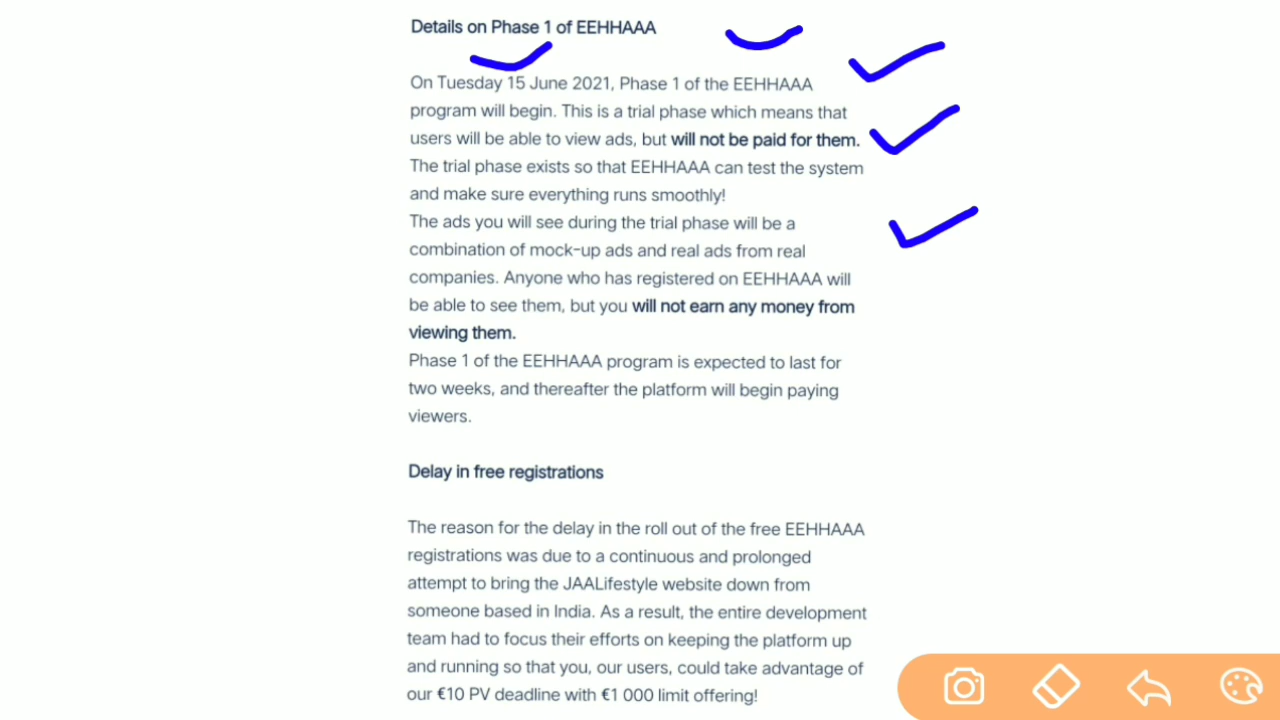 Details on Phase 1 of EEHHAAA
On Tuesday 15 June 2021, Phase 1 of the EEHHAAA
program will begin. This is a trial phase which means that
users will be able to view ads, but will not be paid for them.
The trial phase exists so that EEHHAAA can test the system
and make sure everything runs smoothly!
The ads you will see during the trial phase will be a
combination of mock-up ads and real ads from real
companies. Anyone who has registered on EEHHAAA will
be able to see them, but you will not earn any money from
viewing them.
Phase 1 of the EEHHAAA program is expected to last for
two weeks, and thereafter the platform will begin paying
viewers.
Delay in free registrations
The reason for the delay in the roll out of the free EEHHAAA
registrations was due to a continuous and prolonged
attempt to bring the JAALifestyle website down from
someone based in India. As a result, the entire development
team had to focus their efforts on keeping the platform up
and running so that you, our users, could take advantage of
our €10 PV deadline with €1 000 limit offering!